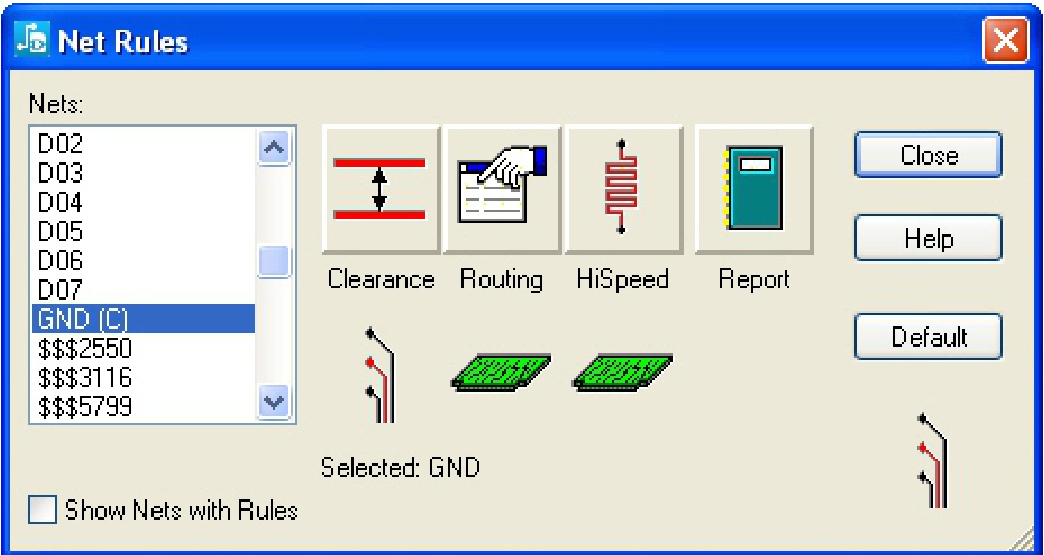 Net Rules
Nets:
D02
D03
D04
D05
D06
D07
GND (C)
$$$2550
$$$3116
$$$5799
Clearance
Routing
HiSpeed
Report
Close
Help
Default
Selected: GND
Show Nets with Rules